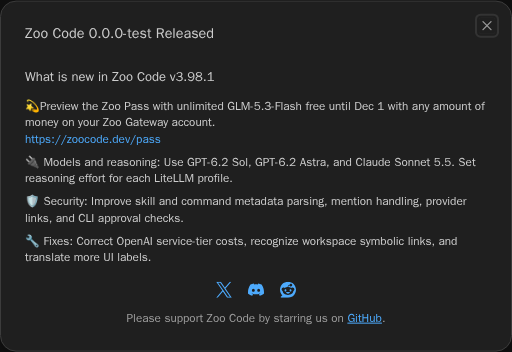 Zoo Code 0.0.0-test Released
What is new in Zoo Code v3.98.1
💫Preview the Zoo Pass with unlimited GLM-5.3-Flash free until Dec 1 with any amount of
money on your Zoo Gateway account.
https://zoocode.dev/pass
🔌 Models and reasoning: Use GPT-6.2 Sol, GPT-6.2 Astra, and Claude Sonnet 5.5. Set
reasoning effort for each LiteLLM profile.
🛡️ Security: Improve skill and command metadata parsing, mention handling, provider
links, and CLI approval checks.
🔧 Fixes: Correct OpenAI service-tier costs, recognize workspace symbolic links, and
translate more UI labels.
Please support Zoo Code by starring us on GitHub.